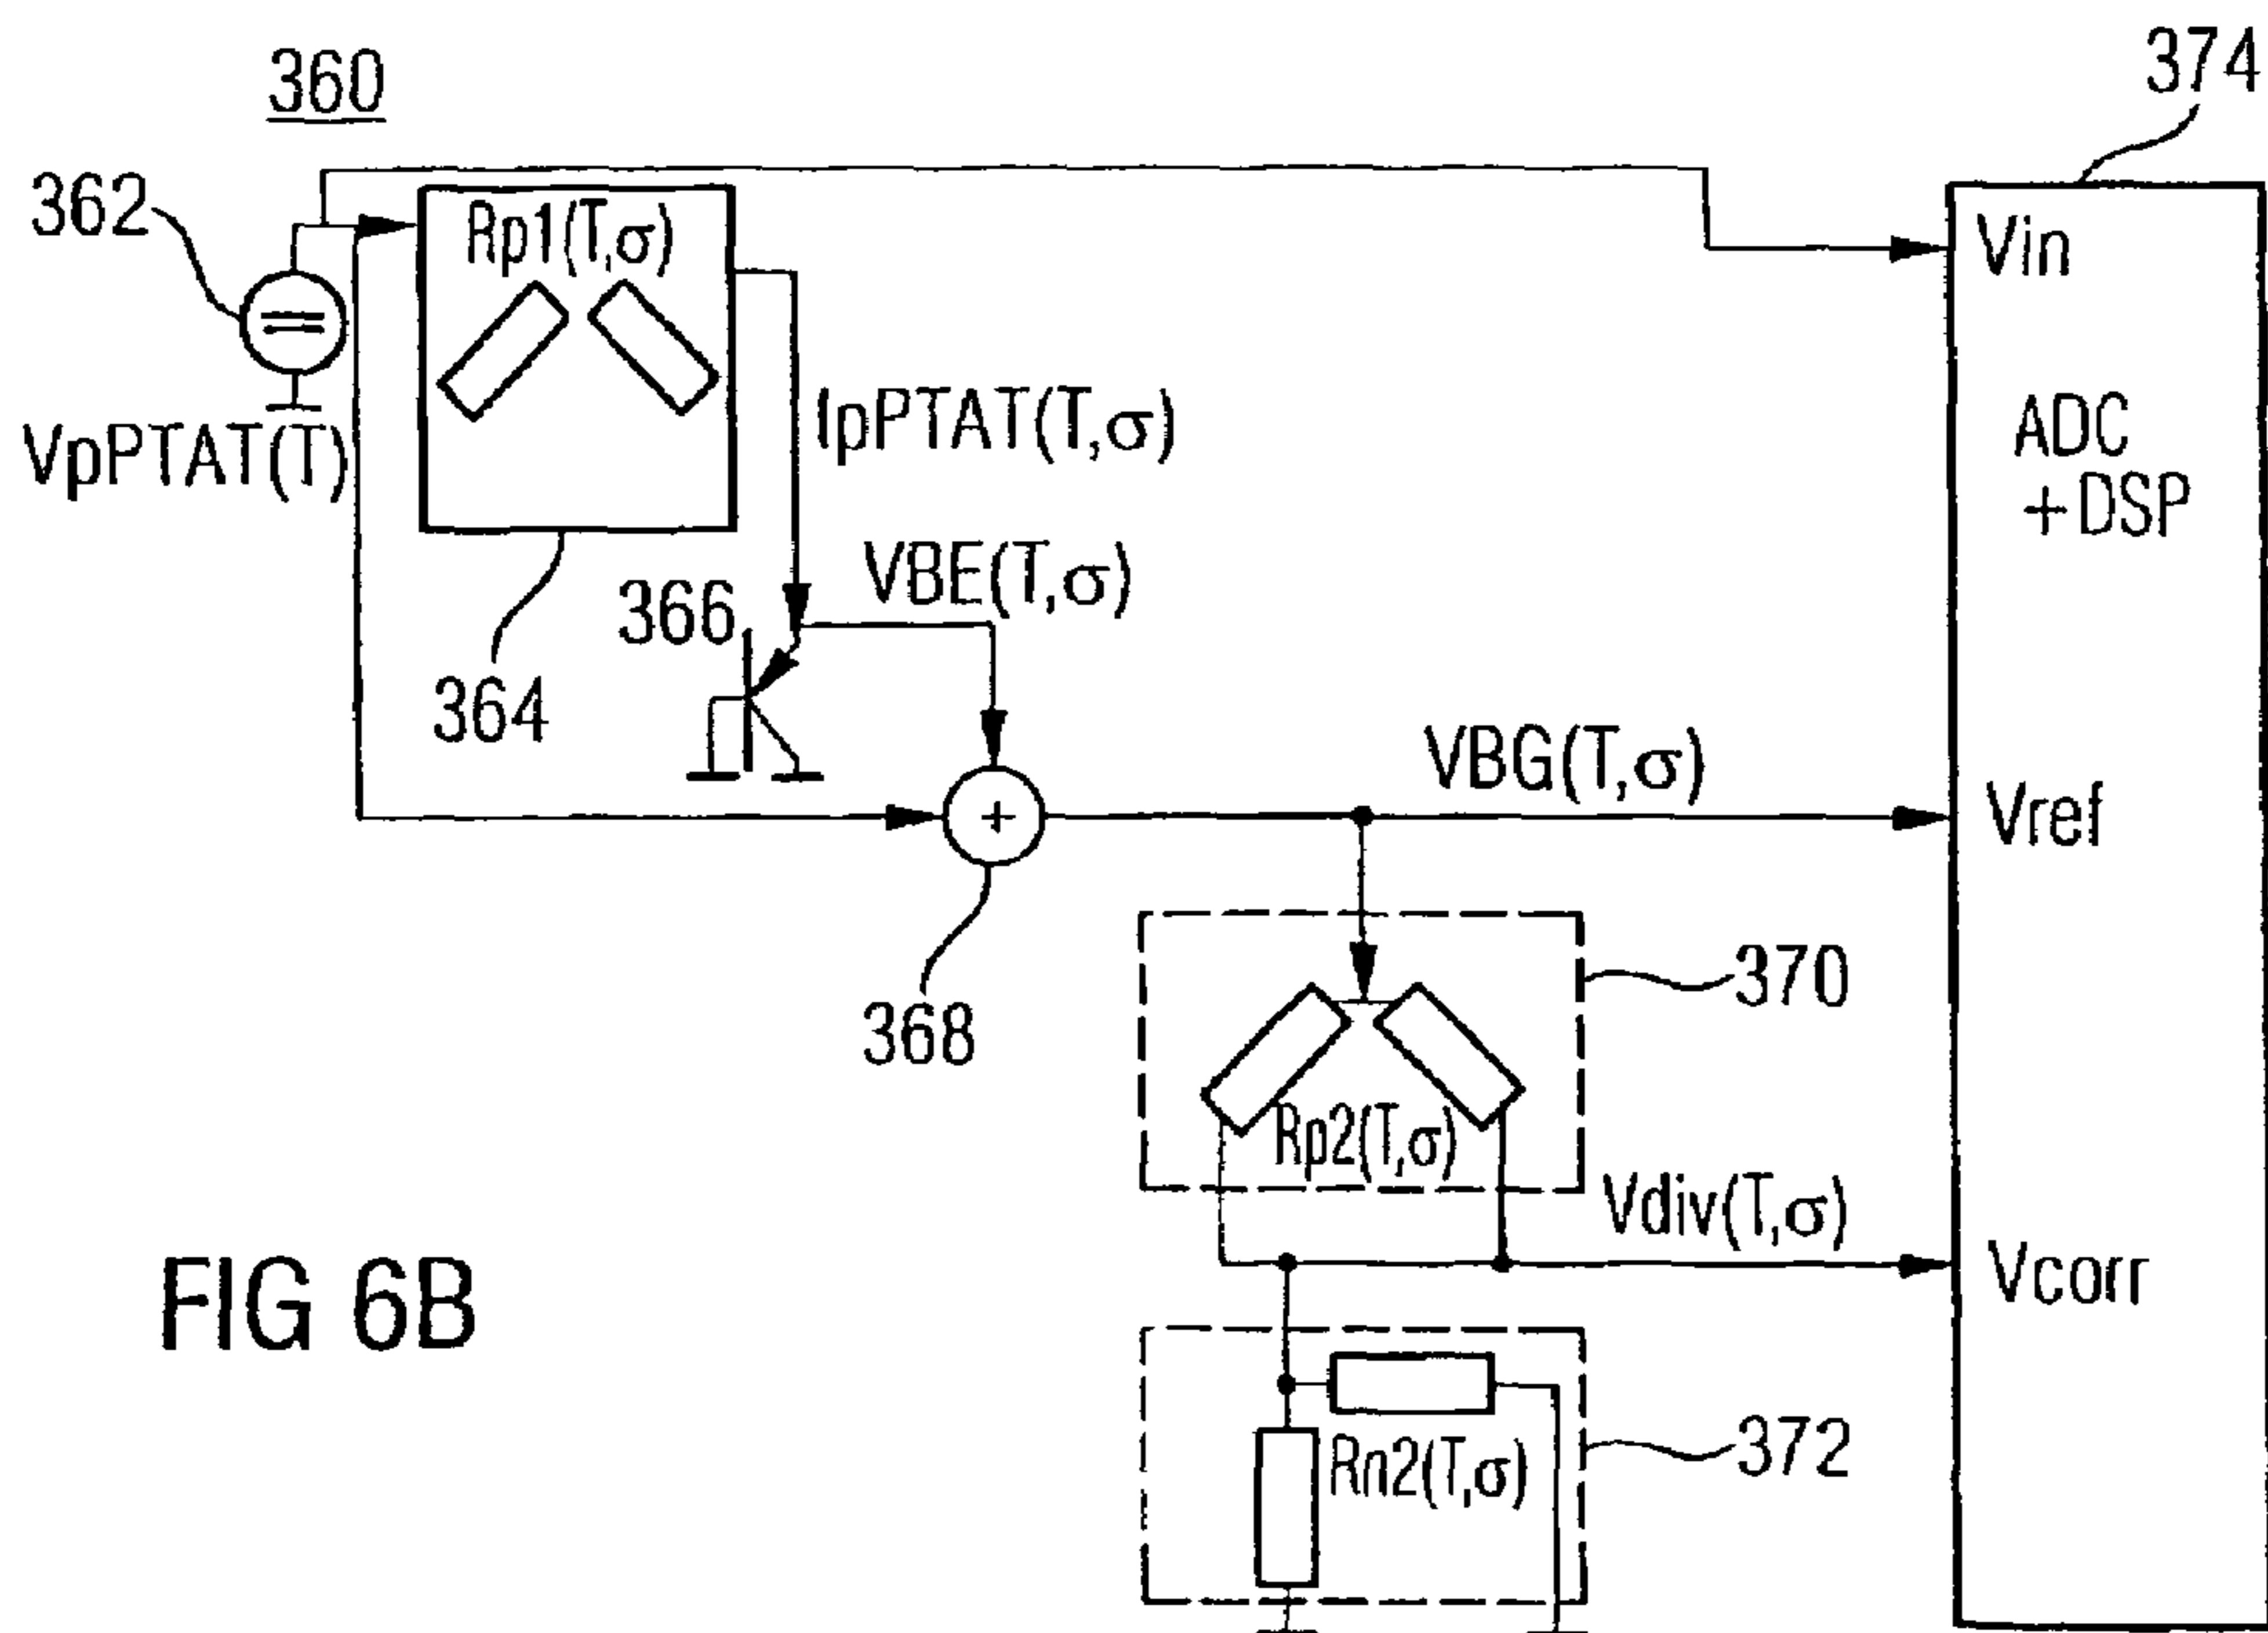 360
374
362
Rp1(T,σ)
Vin
VpPTAT(T)
IpPTAT(T,σ)
ADC
+DSP
VBE(T,σ)
366
364
VBG(T,σ)
Vref
+
368
370
Rp2(T,σ)
Vdiv(T,σ)
Vcorr
FIG 6B
Rn2(T,σ)
372